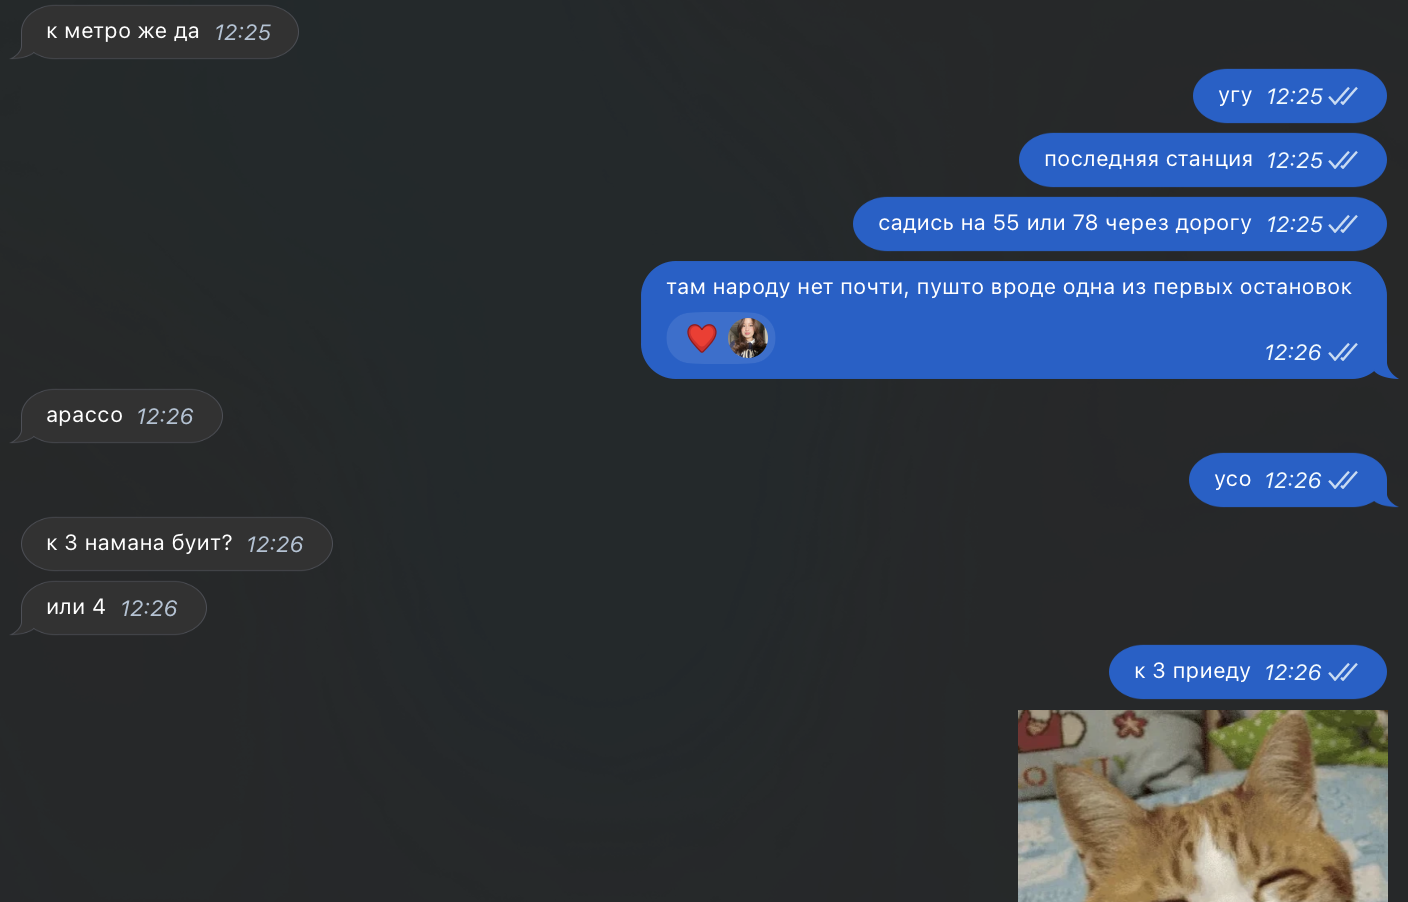 к метро же да 12:25
угу 12:25
последняя станция 12:25
садись на 55 или 78 через дорогу 12:25
там народу нет почти, пушто вроде одна из первых остановок
12:26
арассо 12:26
усо 12:26
к 3 намана буит? 12:26
или 4 12:26
к 3 приеду 12:26